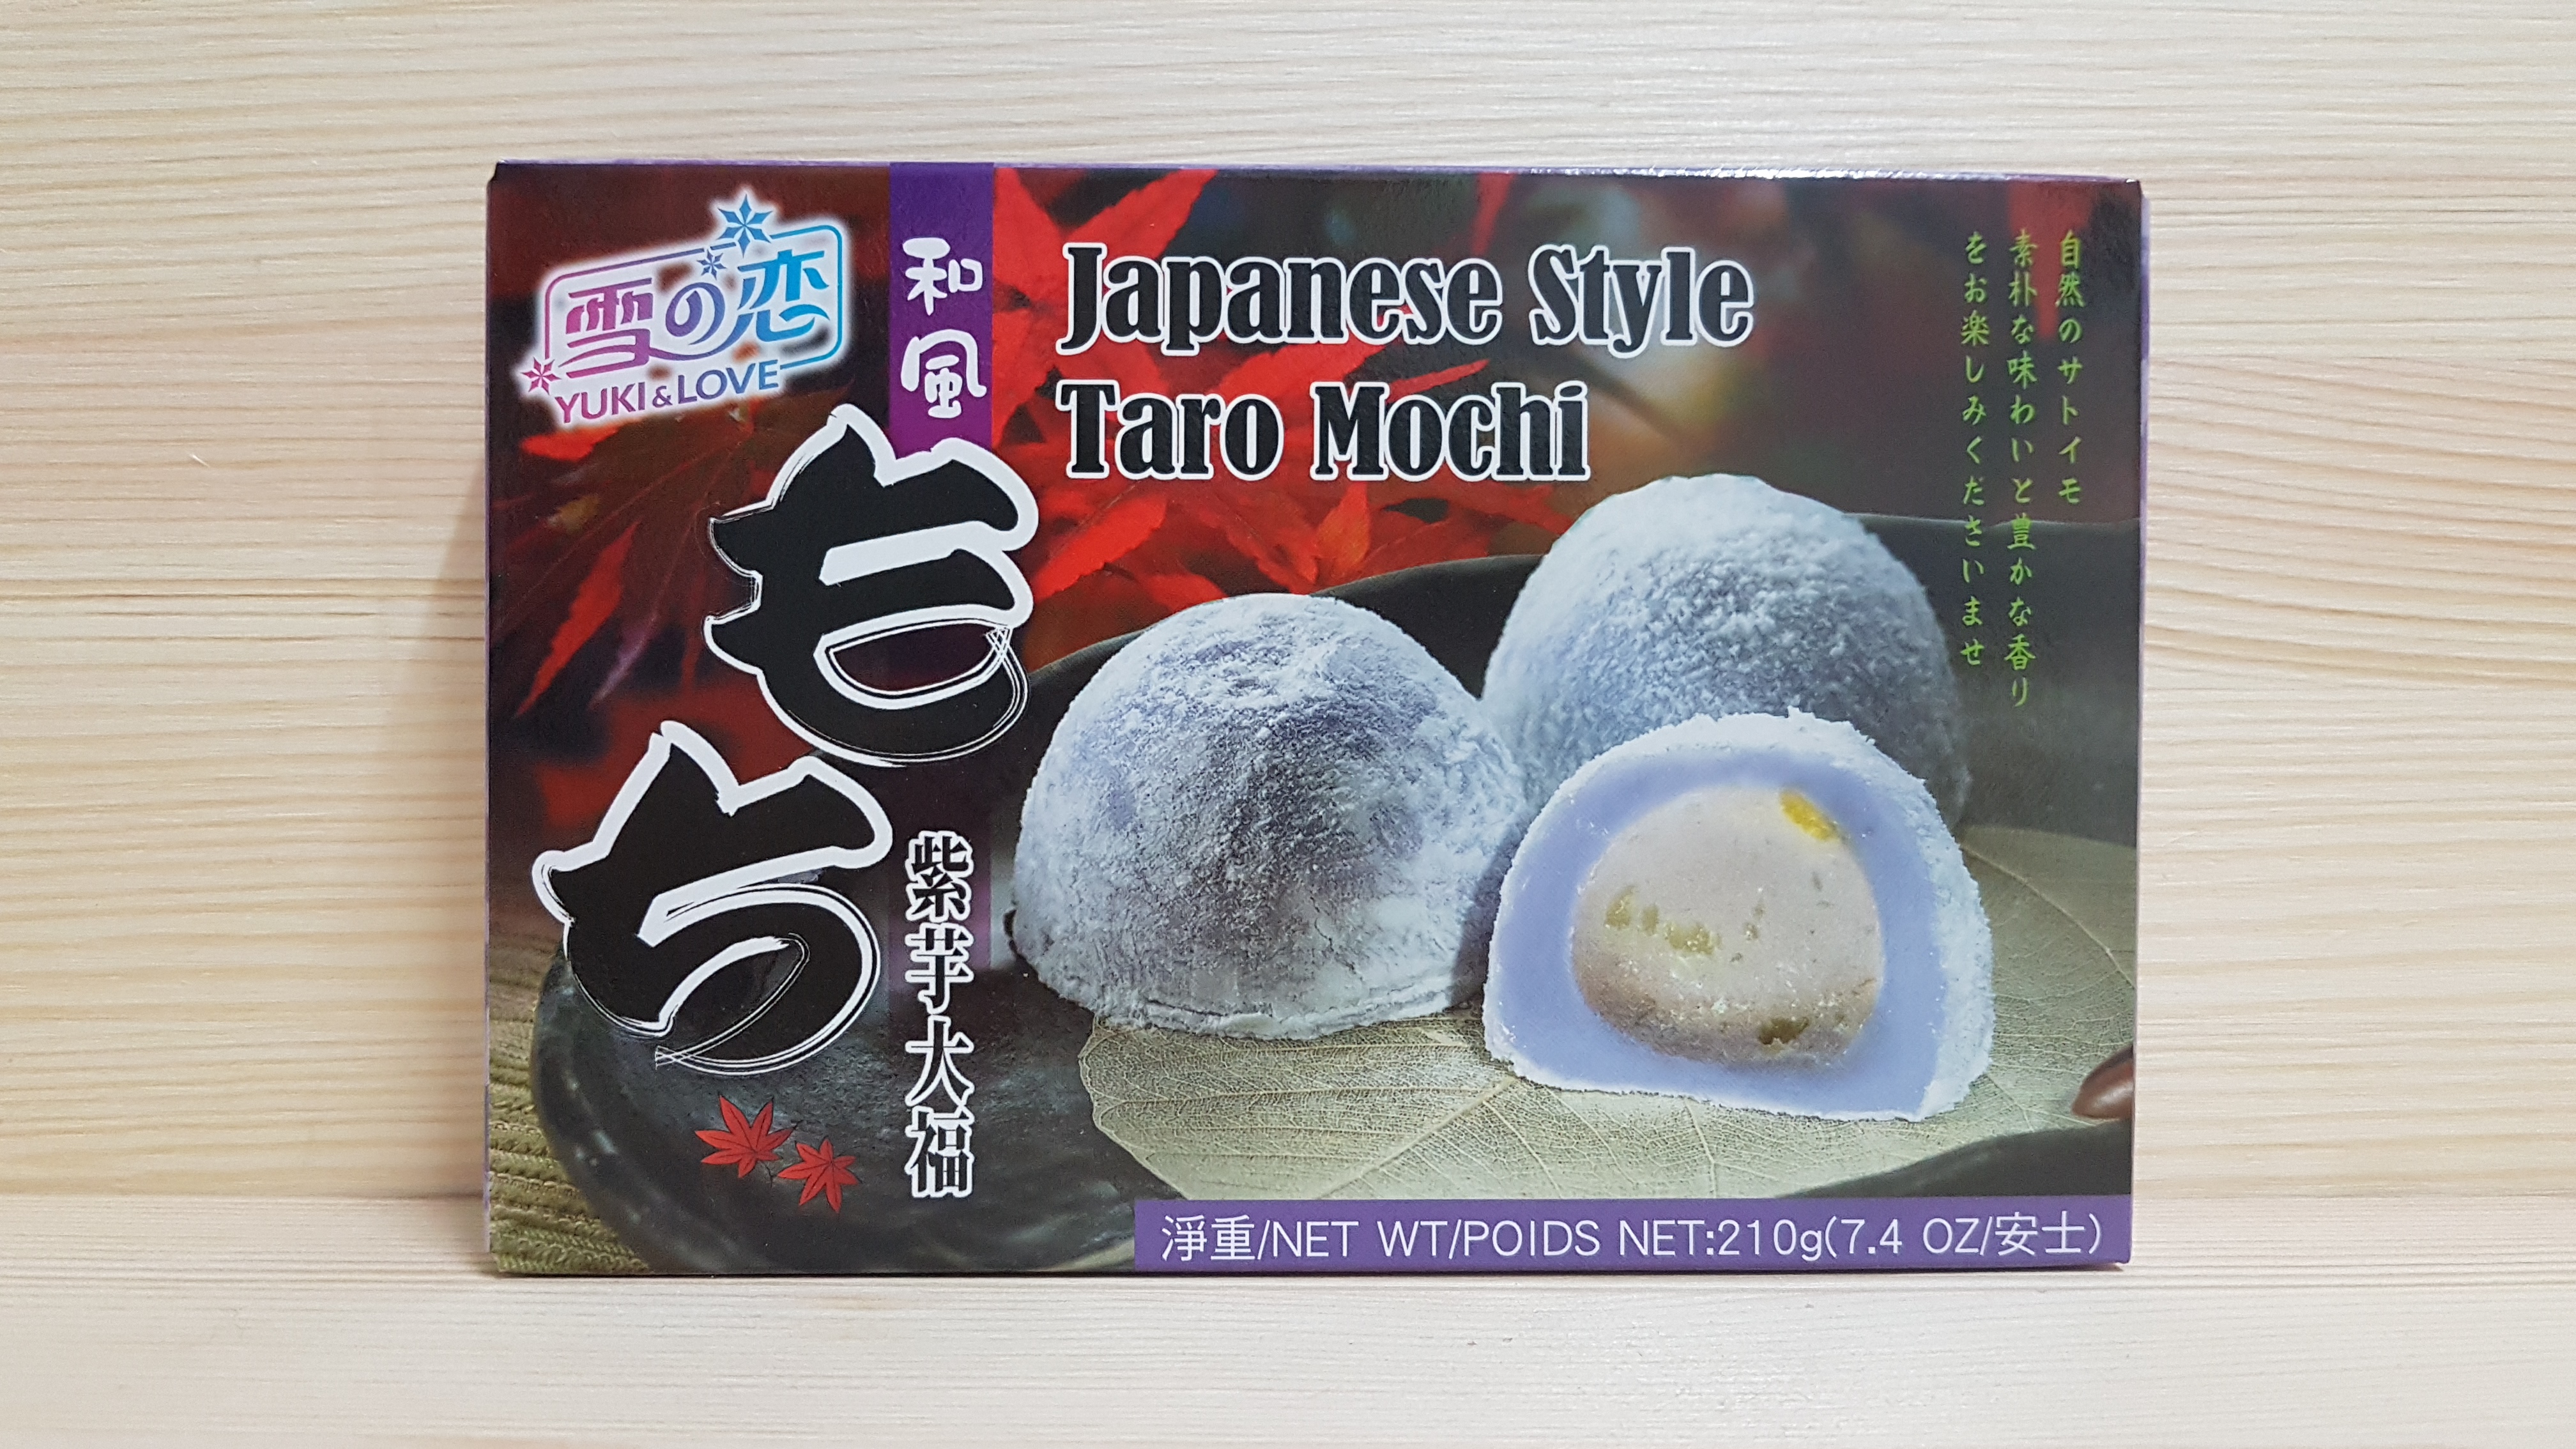 雪の恋
YUKI&LOVE
和風
もち
紫芋大福
Japanese Style
Taro Mochi
自然のサトイモ
素朴な味わいと豊かな香り
をお楽しみくださいませ
淨重/NET WT/POIDS NET:210g(7.4 OZ/安士)